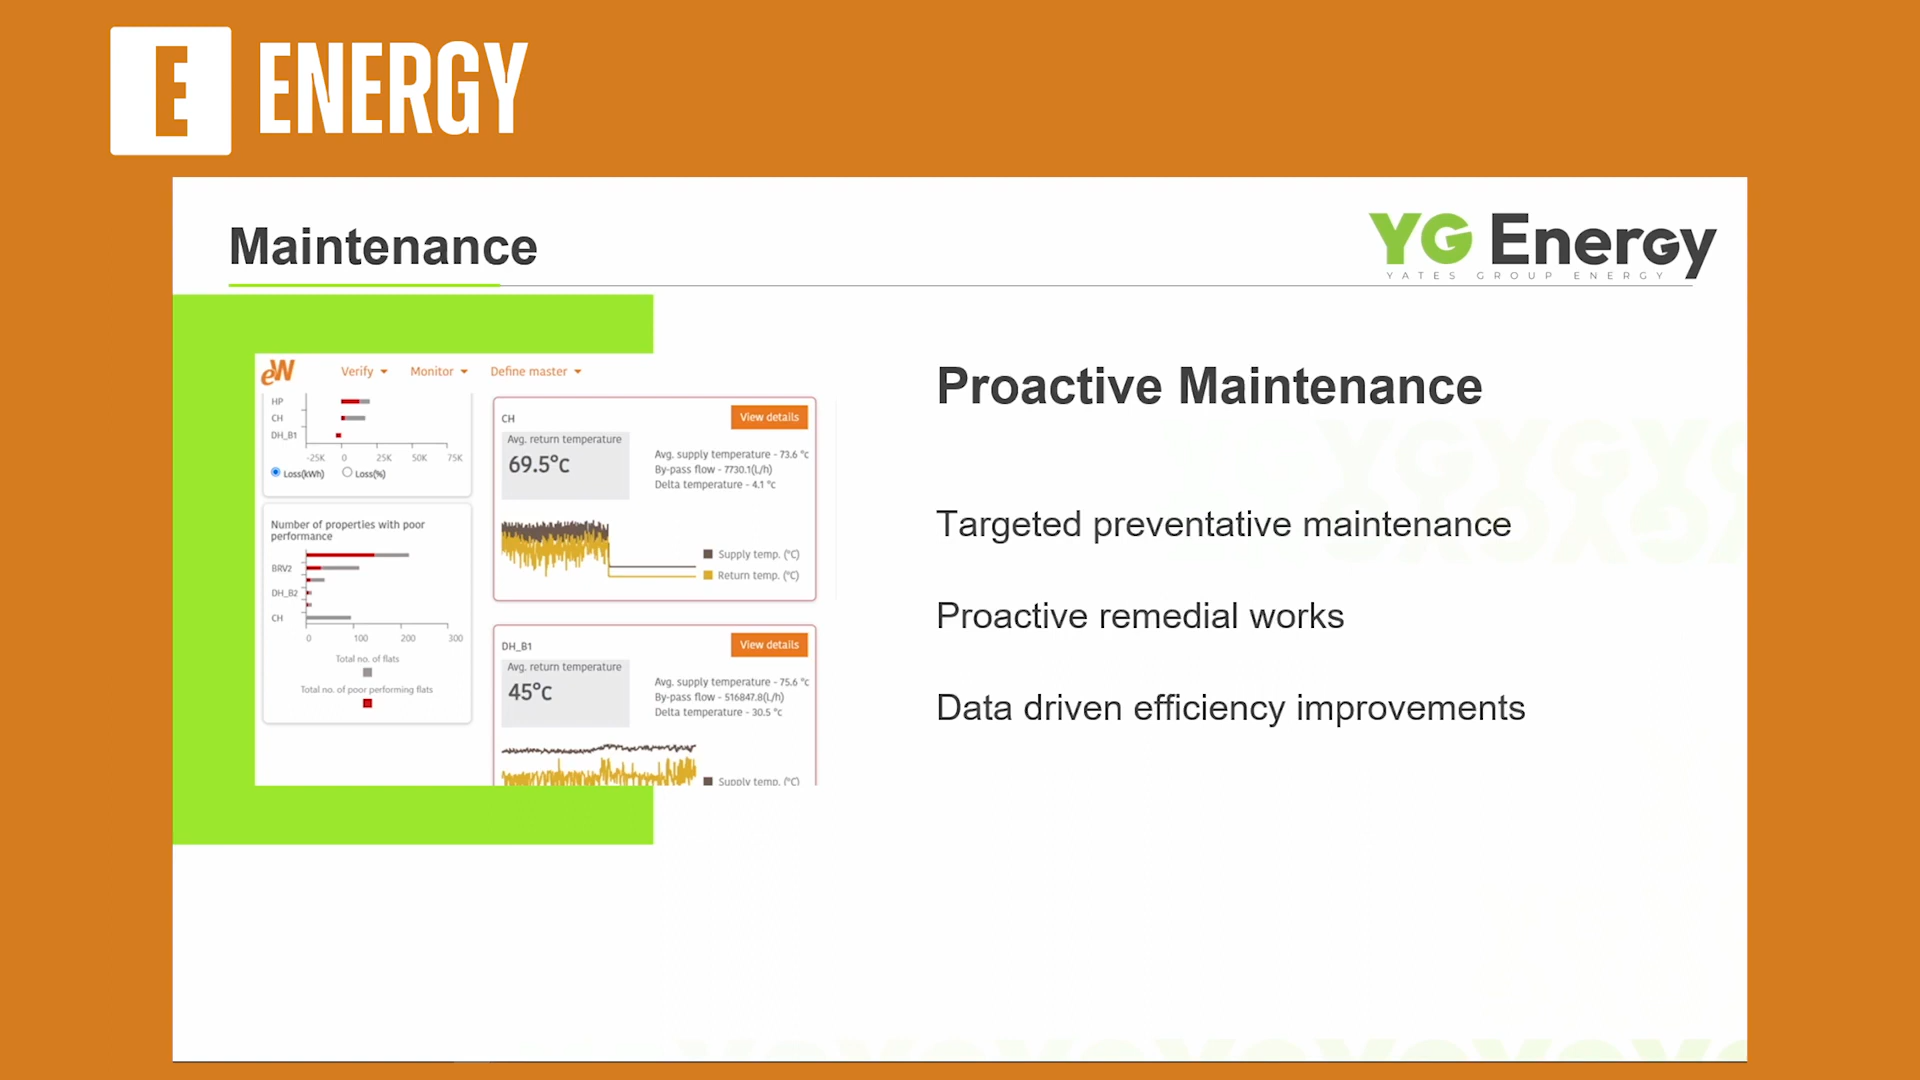 E ENERGY
Maintenance
YG Energy
YATES GROUP ENERGY
eW
Verify
Monitor
Define master
HP
CH
DH_B1
-25K 0 25K 50K 75K
Loss(kWh) Loss(%)
Number of properties with poor
performance
BRV2
DH_B2
CH
0 100 200 300
Total no. of flats
Total no. of poor performing flats
CH
View details
Avg. return temperature
69.5°c
Avg. supply temperature - 73.6 °c
By-pass flow - 7730.1(L/h)
Delta temperature - 4.1 °c
Supply temp. (°C)
Return temp. (°C)
DH_B1
View details
Avg. return temperature
45°c
Avg. supply temperature - 75.6 °c
By-pass flow - 516847.8(L/h)
Delta temperature - 30.5 °c
Supply temp. (°C)
Proactive Maintenance
Targeted preventative maintenance
Proactive remedial works
Data driven efficiency improvements